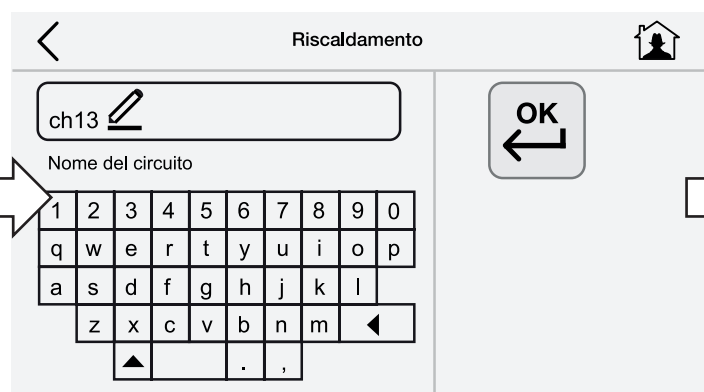 Riscaldamento
ch13
OK
Nome del circuito
1 2 3 4 5 6 7 8 9 0
q w e r t y u i o p
a s d f g h j k l
z x c v b n m
. ,